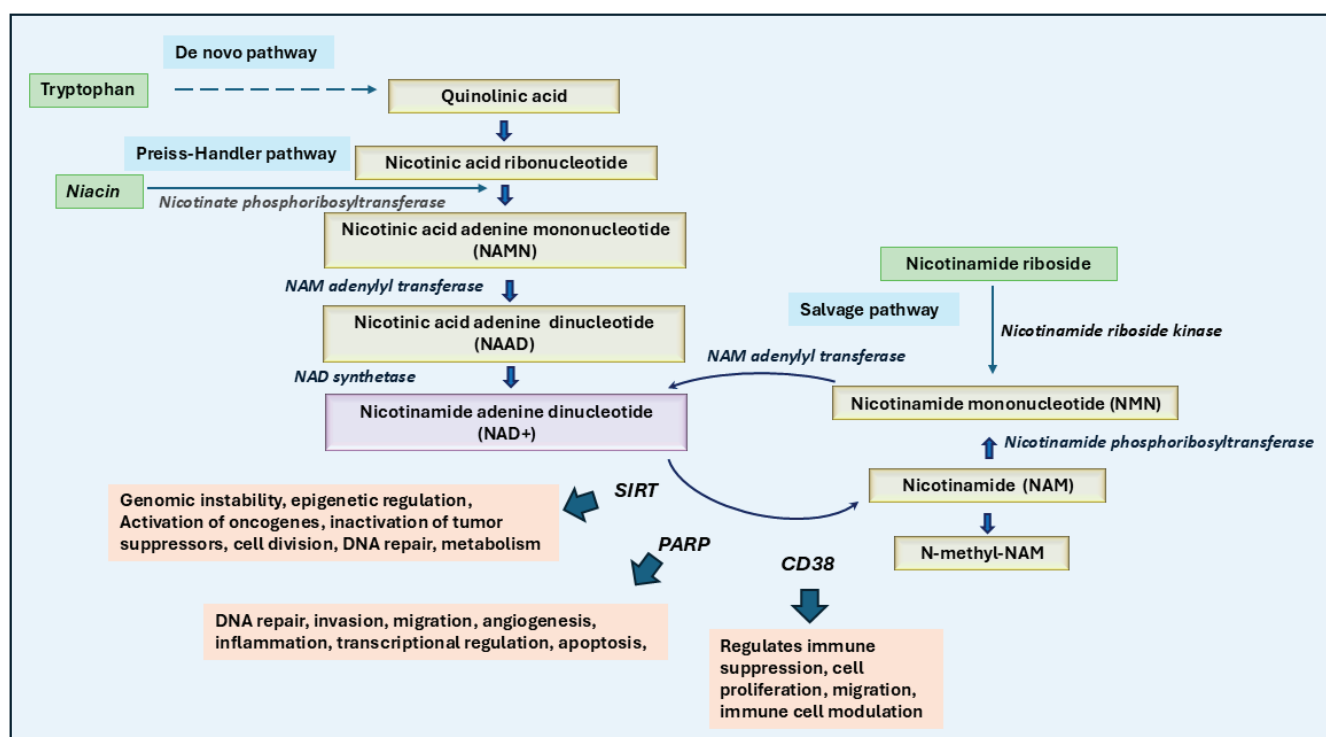 De novo pathway
Tryptophan
Quinolinic acid
Preiss-Handler pathway
Nicotinic acid ribonucleotide
Niacin
Nicotinate phosphoribosyltransferase
Nicotinic acid adenine mononucleotide
(NAMN)
Nicotinamide riboside
NAM adenylyl transferase
Salvage pathway
Nicotinic acid adenine dinucleotide
(NAAD)
Nicotinamide riboside kinase
NAM adenylyl transferase
NAD synthetase
Nicotinamide adenine dinucleotide
(NAD+)
Nicotinamide mononucleotide (NMN)
Nicotinamide phosphoribosyltransferase
Nicotinamide (NAM)
SIRT
Genomic instability, epigenetic regulation,
Activation of oncogenes, inactivation of tumor
suppressors, cell division, DNA repair, metabolism
PARP
N-methyl-NAM
CD38
DNA repair, invasion, migration, angiogenesis,
inflammation, transcriptional regulation, apoptosis,
Regulates immune
suppression, cell
proliferation, migration,
immune cell modulation